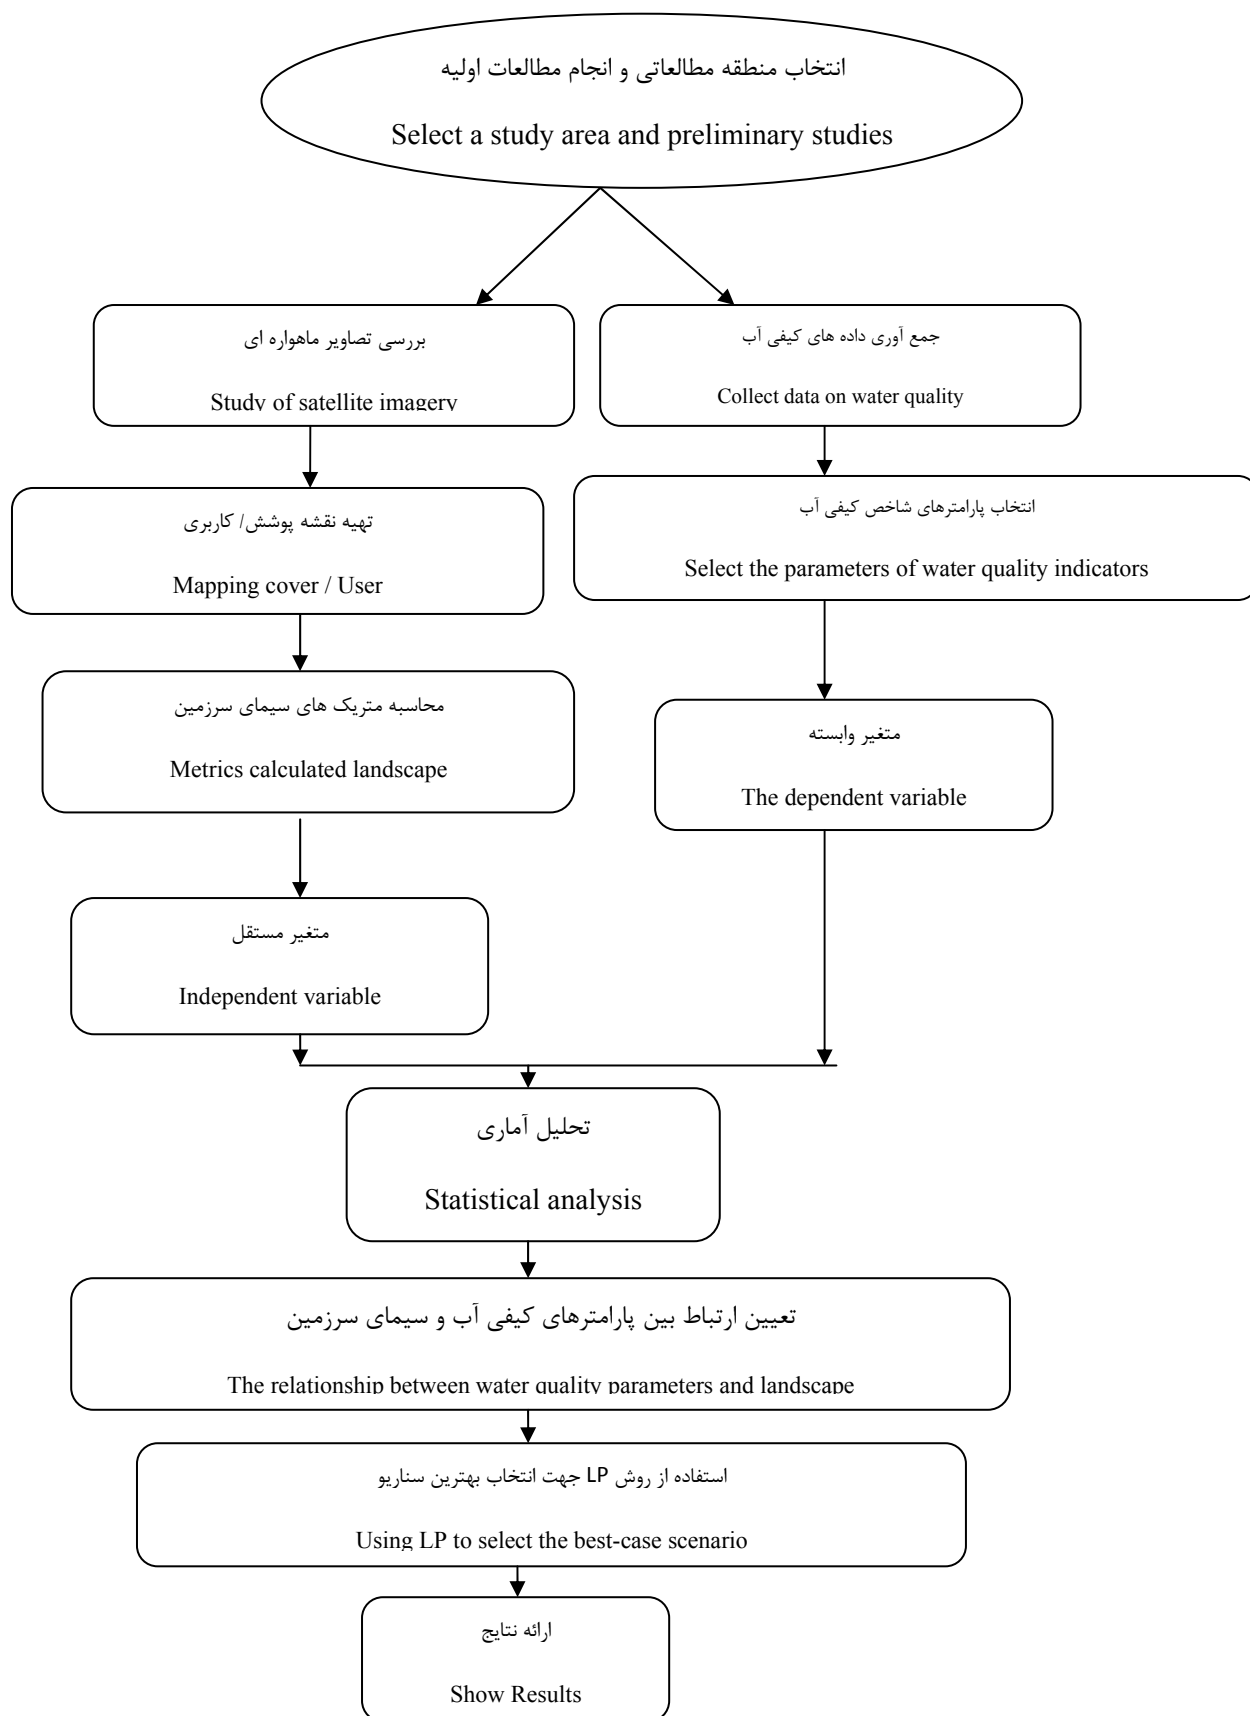 انتخاب منطقه مطالعاتی و انجام مطالعات اولیه
Select a study area and preliminary studies
بررسی تصاویر ماهواره ای
Study of satellite imagery
جمع آوری داده های کیفی آب
Collect data on water quality
تهیه نقشه پوشش/ کاربری
Mapping cover / User
انتخاب پارامترهای شاخص کیفی آب
Select the parameters of water quality indicators
محاسبه متریک های سیمای سرزمین
Metrics calculated landscape
متغیر وابسته
The dependent variable
متغیر مستقل
Independent variable
تحلیل آماری
Statistical analysis
تعیین ارتباط بین پارامترهای کیفی آب و سیمای سرزمین
The relationship between water quality parameters and landscape
استفاده از روش LP جهت انتخاب بهترین سناریو
Using LP to select the best-case scenario
ارائه نتایج
Show Results